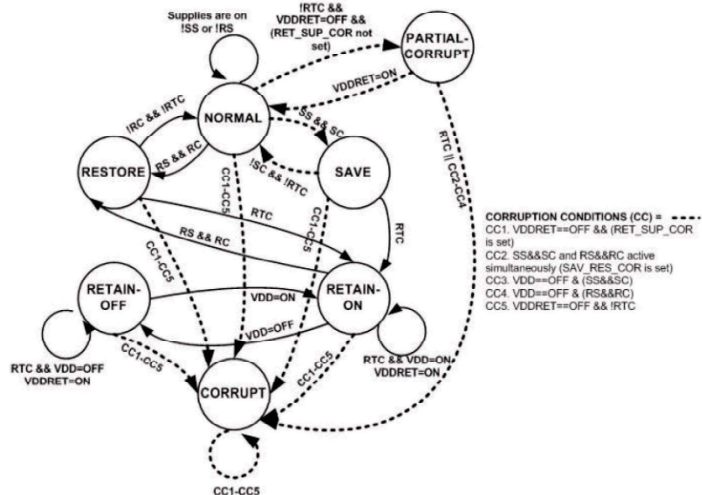 Supplies are on
!SS or !RS
!RTC &&
VDDRET=OFF &&
(RET_SUP_COR not
set)
PARTIAL-
CORRUPT
VDDRET=ON
NORMAL
!RC && !RTC
RS && RC
SS && SC
!SC && !RTC
RESTORE
SAVE
CC1-CC5
CC1-CC5
CC1-CC5
RTC
RS && RC
RTC
RTC || CC2-CC4
CORRUPTION CONDITIONS (CC) =
CC1. VDDRET==OFF && (RET_SUP_COR
is set)
CC2. SS&&SC and RS&&RC active
simultaneously (SAV_RES_COR is set)
CC3. VDD==OFF & (SS&&SC)
CC4. VDD==OFF & (RS&&RC)
CC5. VDDRET==OFF && !RTC
RETAIN-
OFF
RETAIN-
ON
VDD=ON
VDD=OFF
RTC && VDD=OFF
VDDRET=ON
CC1-CC5
CC1-CC5
RTC && VDD=ON
VDDRET=ON
CORRUPT
CC1-CC5